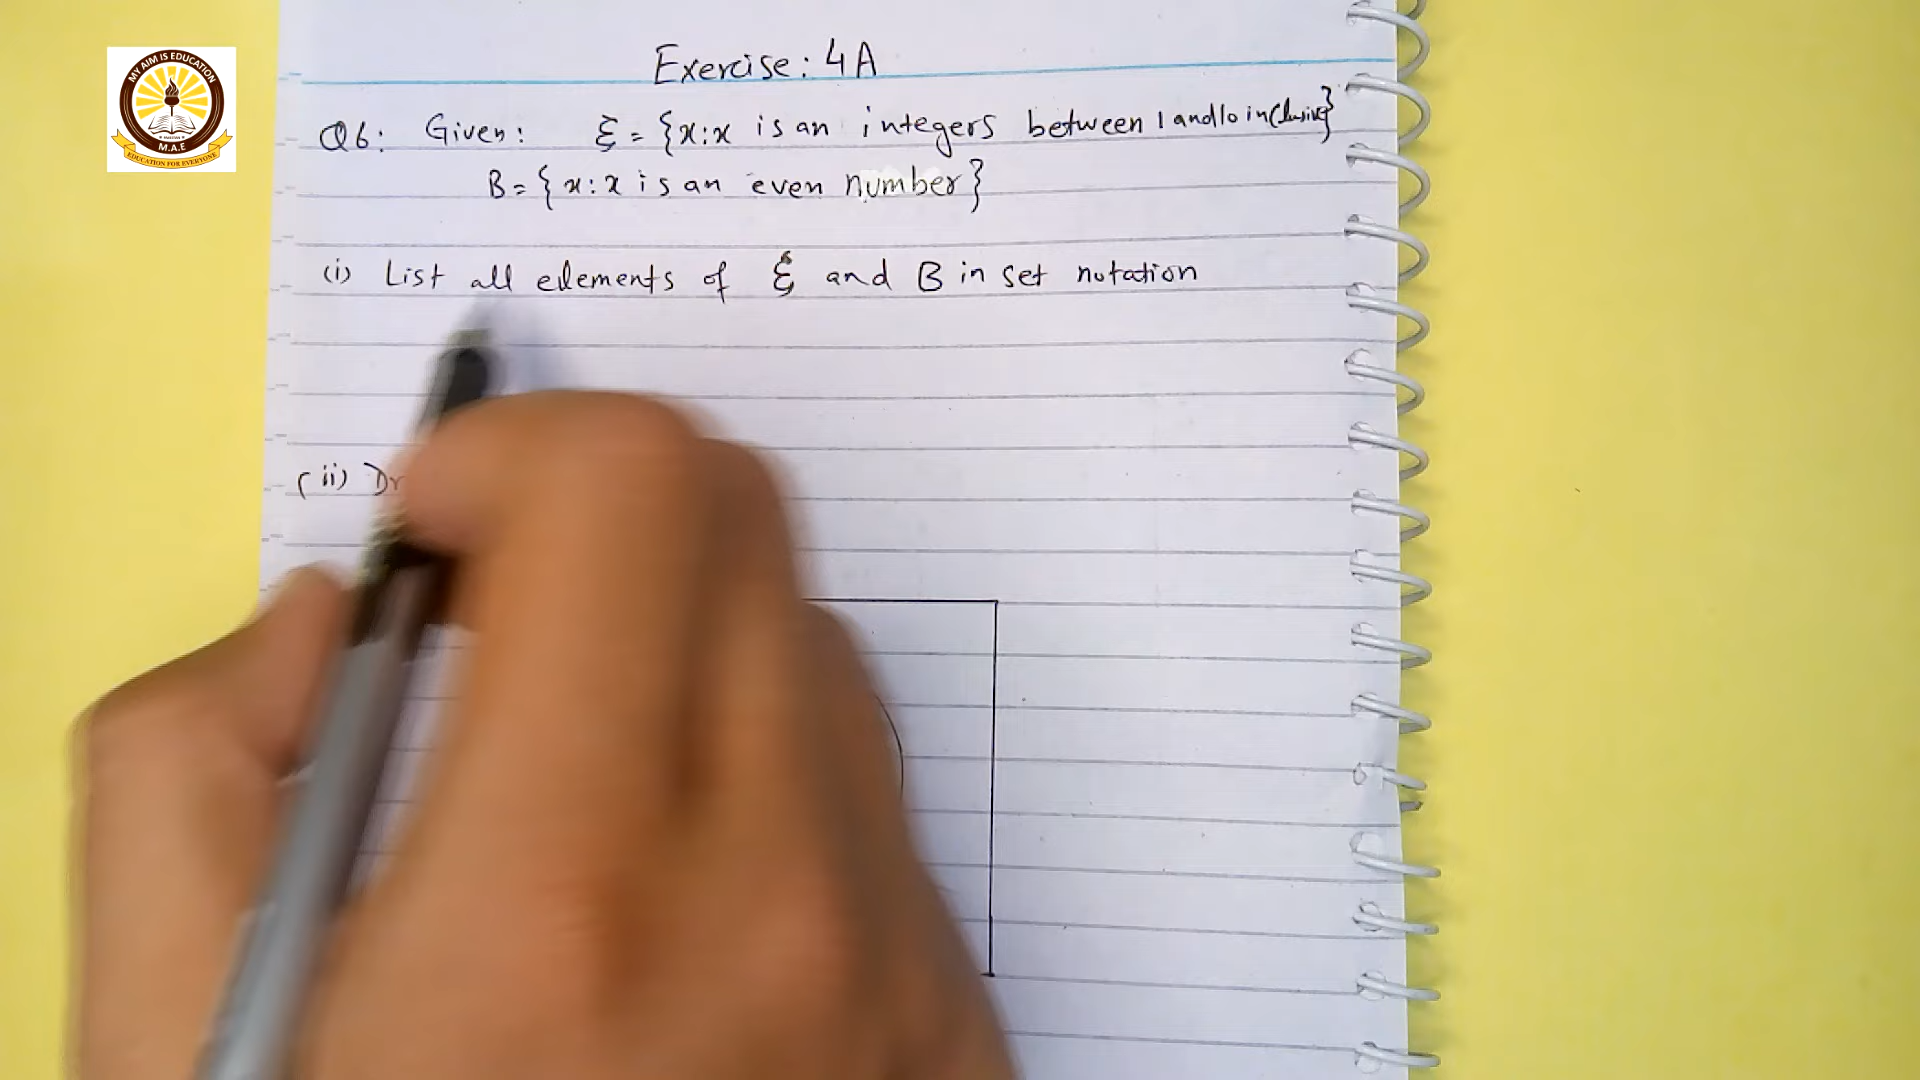 MY AIM IS EDUCATION
M.A.E
EDUCATION FOR EVERYONE
Exercise: 4A
Q6: Given: ξ = {x:x is an integers between 1 and 10 inclusive}
B = {x:x is an even number}
(i) List all elements of ξ and B in set notation
(ii) Dr